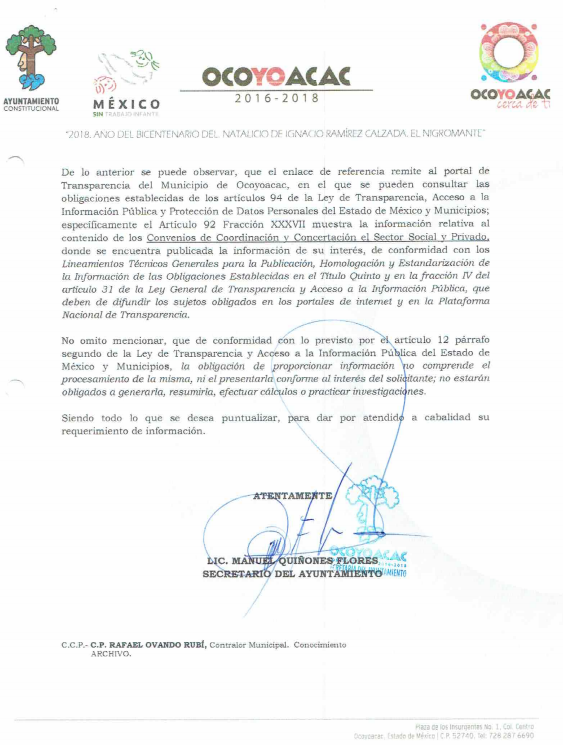 AYUNTAMIENTO
CONSTITUCIONAL
MÉXICO
SIN TRABAJO INFANTIL
OCOYOACAC
2016-2018
OCOYOACAC
cerca de ti
"2018. AÑO DEL BICENTENARIO DEL NATALICIO DE IGNACIO RAMÍREZ CALZADA, EL NIGROMANTE"
De lo anterior se puede observar, que el enlace de referencia remite al portal de
Transparencia del Municipio de Ocoyoacac, en el que se pueden consultar las
obligaciones establecidas de los artículos 94 de la Ley de Transparencia, Acceso a la
Información Pública y Protección de Datos Personales del Estado de México y Municipios;
específicamente el Artículo 92 Fracción XXXVII muestra la información relativa al
contenido de los Convenios de Coordinación y Concertación el Sector Social y Privado,
donde se encuentra publicada la información de su interés, de conformidad con los
Lineamientos Técnicos Generales para la Publicación, Homologación y Estandarización de
la Información de las Obligaciones Establecidas en el Título Quinto y en la fracción IV del
artículo 31 de la Ley General de Transparencia y Acceso a la Información Pública, que
deben de difundir los sujetos obligados en los portales de internet y en la Plataforma
Nacional de Transparencia.
No omito mencionar, que de conformidad con lo previsto por el artículo 12 párrafo
segundo de la Ley de Transparencia y Acceso a la Información Pública del Estado de
México y Municipios, la obligación de proporcionar información no comprende el
procesamiento de la misma, ni el presentarla conforme al interés del solicitante; no estarán
obligados a generarla, resumirla, efectuar cálculos o practicar investigaciones.
Siendo todo lo que se desea puntualizar, para dar por atendido a cabalidad su
requerimiento de información.
ATENTAMENTE
OCOYOACAC
LIC. MANUEL QUIÑONES FLORES
SECRETARIO DEL AYUNTAMIENTO
C.C.P.- C.P. RAFAEL OVANDO RUBÍ, Contralor Municipal. Conocimiento
ARCHIVO.
Plaza de los Insurgentes No. 1, Col. Centro
Ocoyoacac, Estado de México | C.P. 52740. Tel: 728 287 6690